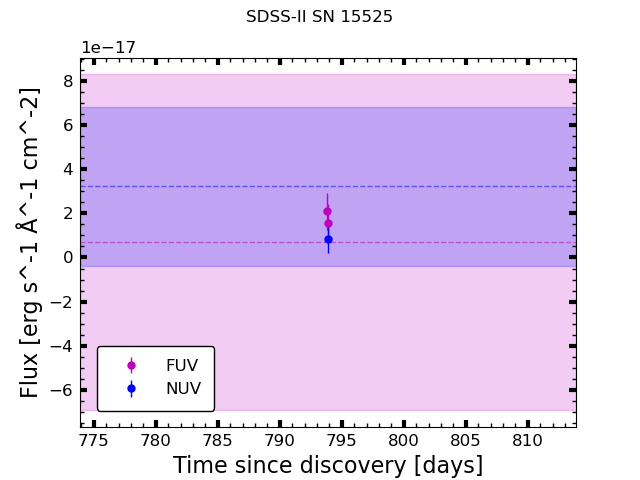 SDSS-II SN 15525
1e−17
8
6
4
2
0
−2
−4
−6
Flux [erg s^-1 Å^-1 cm^-2]
FUV
NUV
775 780 785 790 795 800 805 810
Time since discovery [days]